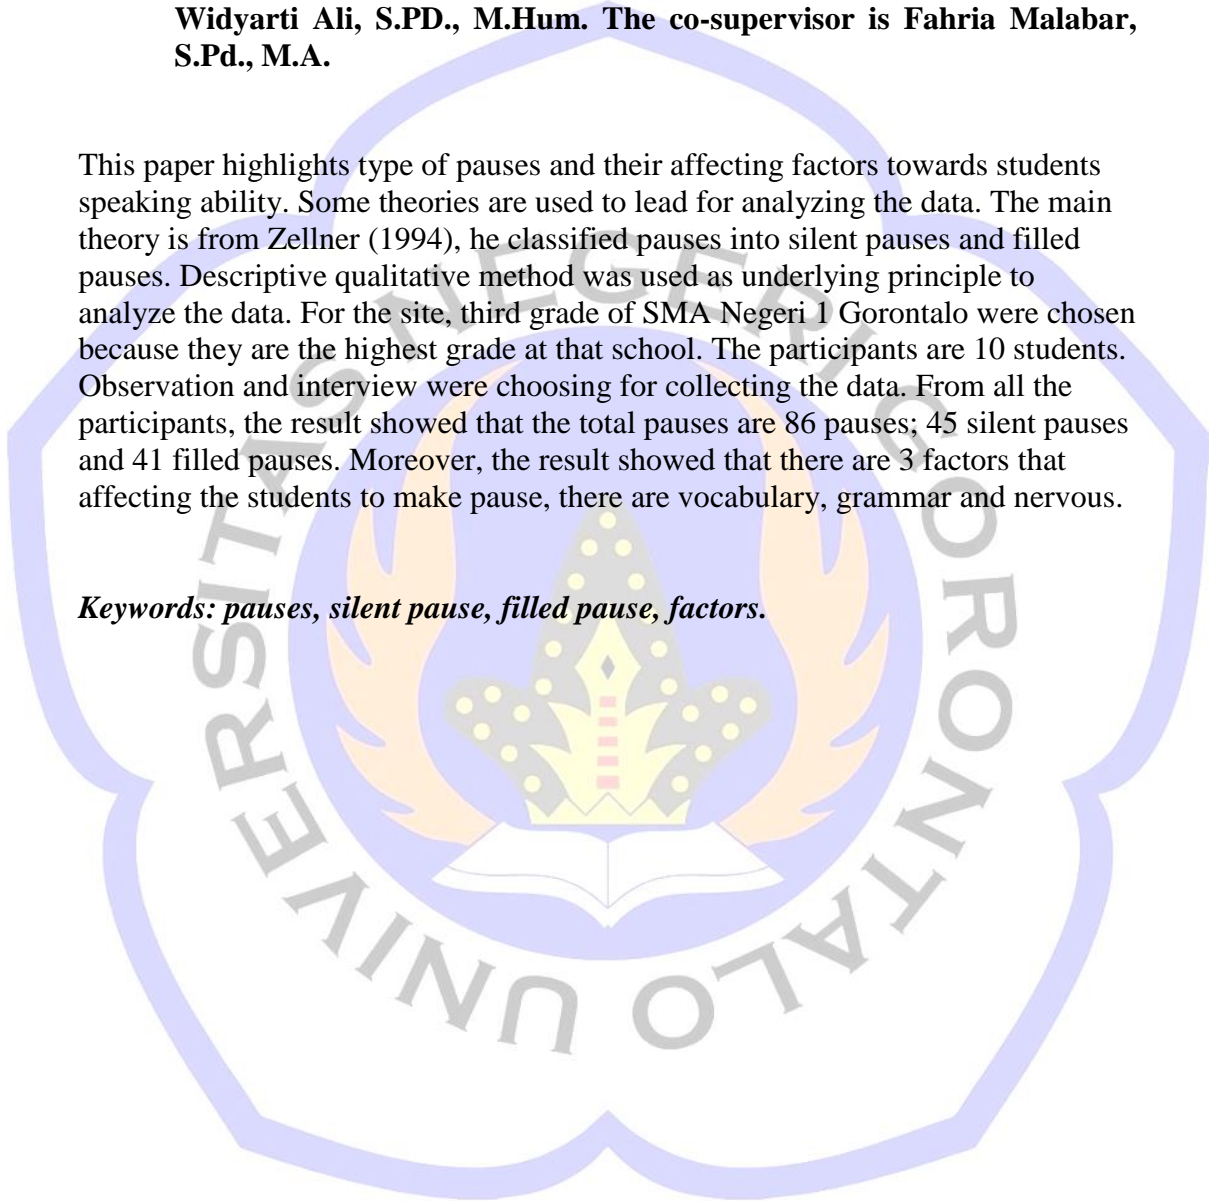 Widyarti Ali, S.PD., M.Hum. The co-supervisor is Fahria Malabar,
S.Pd., M.A.
This paper highlights type of pauses and their affecting factors towards students
speaking ability. Some theories are used to lead for analyzing the data. The main
theory is from Zellner (1994), he classified pauses into silent pauses and filled
pauses. Descriptive qualitative method was used as underlying principle to
analyze the data. For the site, third grade of SMA Negeri 1 Gorontalo were chosen
because they are the highest grade at that school. The participants are 10 students.
Observation and interview were choosing for collecting the data. From all the
participants, the result showed that the total pauses are 86 pauses; 45 silent pauses
and 41 filled pauses. Moreover, the result showed that there are 3 factors that
affecting the students to make pause, there are vocabulary, grammar and nervous.
Keywords: pauses, silent pause, filled pause, factors.
UNIVERSITAS NEGERI GORONTALO